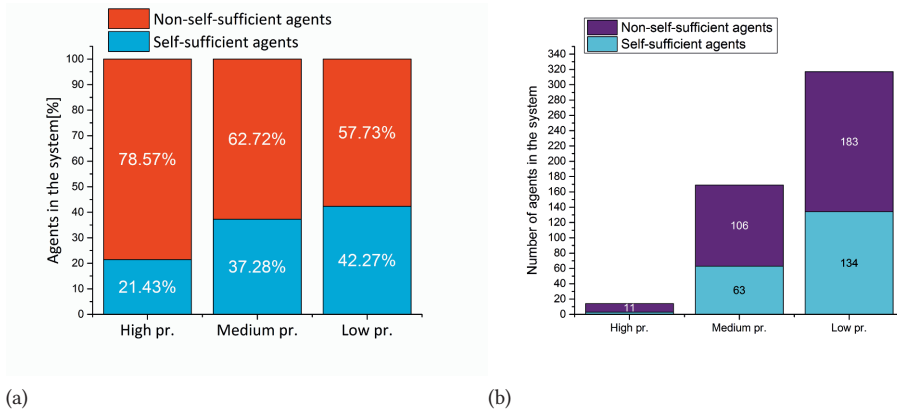 Non-self-sufficient agents
Self-sufficient agents
Agents in the system[%]
100
90
80
70
60
50
40
30
20
10
0
78.57%
62.72%
57.73%
21.43%
37.28%
42.27%
High pr.
Medium pr.
Low pr.
(a)
Non-self-sufficient agents
Self-sufficient agents
Number of agents in the system
340
320
300
280
260
240
220
200
180
160
140
120
100
80
60
40
20
0
183
106
134
63
11
High pr.
Medium pr.
Low pr.
(b)